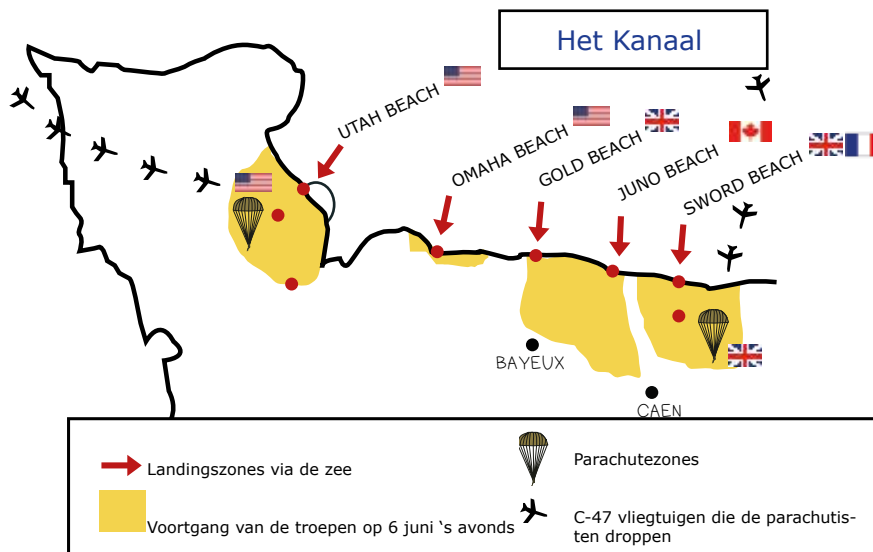 Het Kanaal
UTAH BEACH
OMAHA BEACH
GOLD BEACH
JUNO BEACH
SWORD BEACH
BAYEUX
CAEN
Landingszones via de zee
Voortgang van de troepen op 6 juni ‘s avonds
Parachutezones
C-47 vliegtuigen die de parachutis-
ten droppen